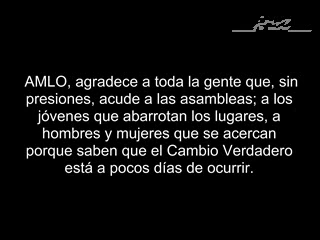 AMLO, agradece a toda la gente que, sin
presiones, acude a las asambleas; a los
jóvenes que abarrotan los lugares, a
hombres y mujeres que se acercan
porque saben que el Cambio Verdadero
está a pocos días de ocurrir.